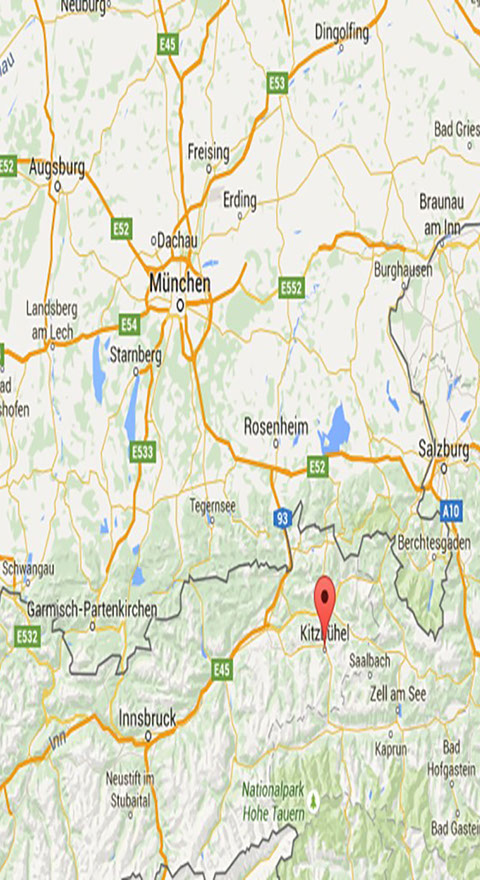 Neuburg
E45
Dingolfing
E53
Bad Gries
Freising
E52
Augsburg
Erding
Braunau
am Inn
E52
Dachau
Burghausen
München
E552
Landsberg
am Lech
E54
Starnberg
Rosenheim
Salzburg
E533
E52
Tegernsee
93
A10
Berchtesgaden
Schwangau
Garmisch-Partenkirchen
E532
Kitzbühel
Saalbach
E45
Zell am See
Innsbruck
Inn
Kaprun
Bad
Hofgastein
Neustift im
Stubaital
Nationalpark
Hohe Tauern
Bad Gastein